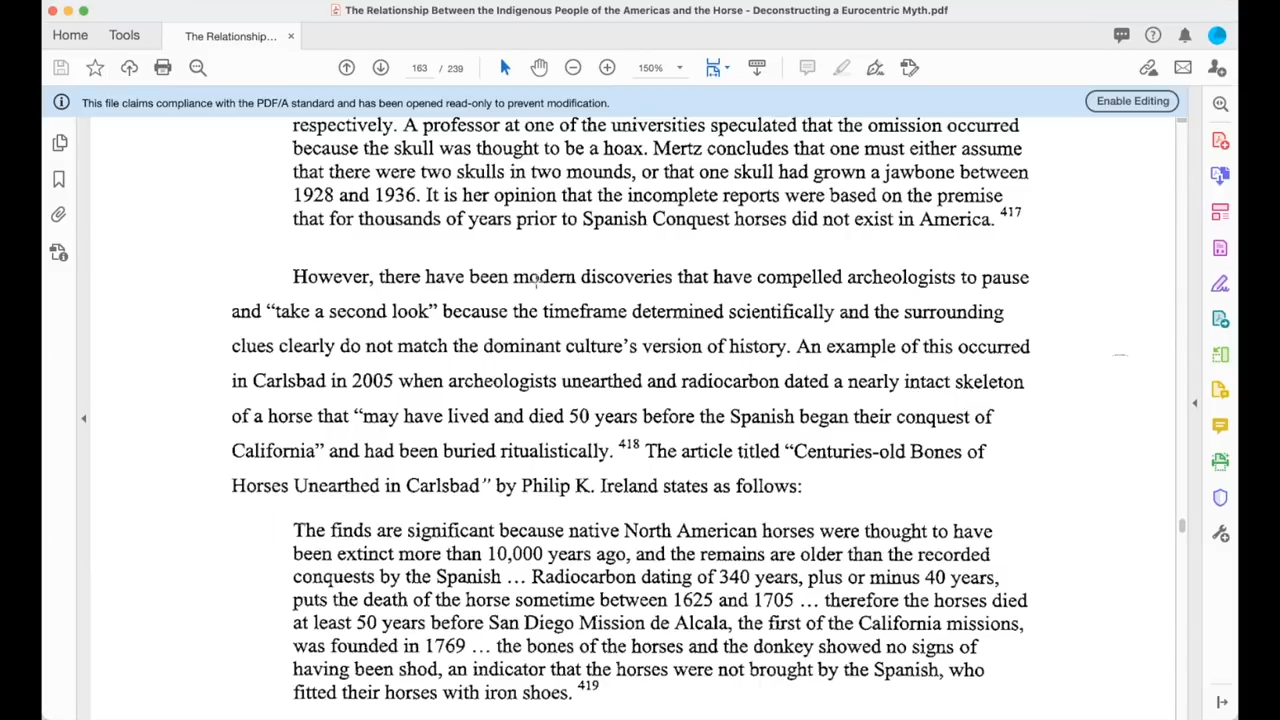 The Relationship Between the Indigenous People of the Americas and the Horse - Deconstructing a Eurocentric Myth.pdf
Home Tools The Relationship... ×
163 / 239 150%
This file claims compliance with the PDF/A standard and has been opened read-only to prevent modification. Enable Editing
respectively. A professor at one of the universities speculated that the omission occurred
because the skull was thought to be a hoax. Mertz concludes that one must either assume
that there were two skulls in two mounds, or that one skull had grown a jawbone between
1928 and 1936. It is her opinion that the incomplete reports were based on the premise
that for thousands of years prior to Spanish Conquest horses did not exist in America. 417
However, there have been modern discoveries that have compelled archeologists to pause
and “take a second look” because the timeframe determined scientifically and the surrounding
clues clearly do not match the dominant culture’s version of history. An example of this occurred
in Carlsbad in 2005 when archeologists unearthed and radiocarbon dated a nearly intact skeleton
of a horse that “may have lived and died 50 years before the Spanish began their conquest of
California” and had been buried ritualistically. 418 The article titled “Centuries-old Bones of
Horses Unearthed in Carlsbad” by Philip K. Ireland states as follows:
The finds are significant because native North American horses were thought to have
been extinct more than 10,000 years ago, and the remains are older than the recorded
conquests by the Spanish … Radiocarbon dating of 340 years, plus or minus 40 years,
puts the death of the horse sometime between 1625 and 1705 … therefore the horses died
at least 50 years before San Diego Mission de Alcala, the first of the California missions,
was founded in 1769 … the bones of the horses and the donkey showed no signs of
having been shod, an indicator that the horses were not brought by the Spanish, who
fitted their horses with iron shoes. 419